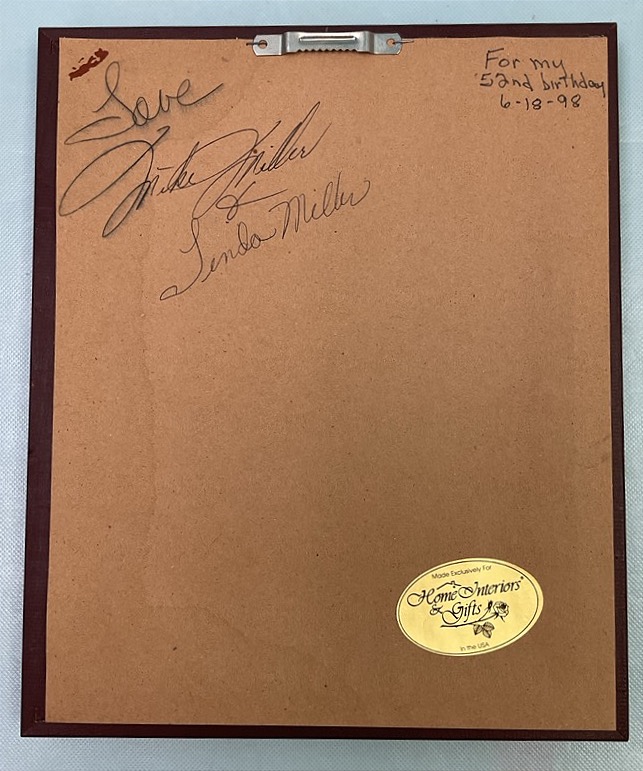 Love
Mike Miller
&
Linda Miller
For my
52nd birthday
6-18-98
Made Exclusively For
Home Interiors®
& Gifts
In the USA